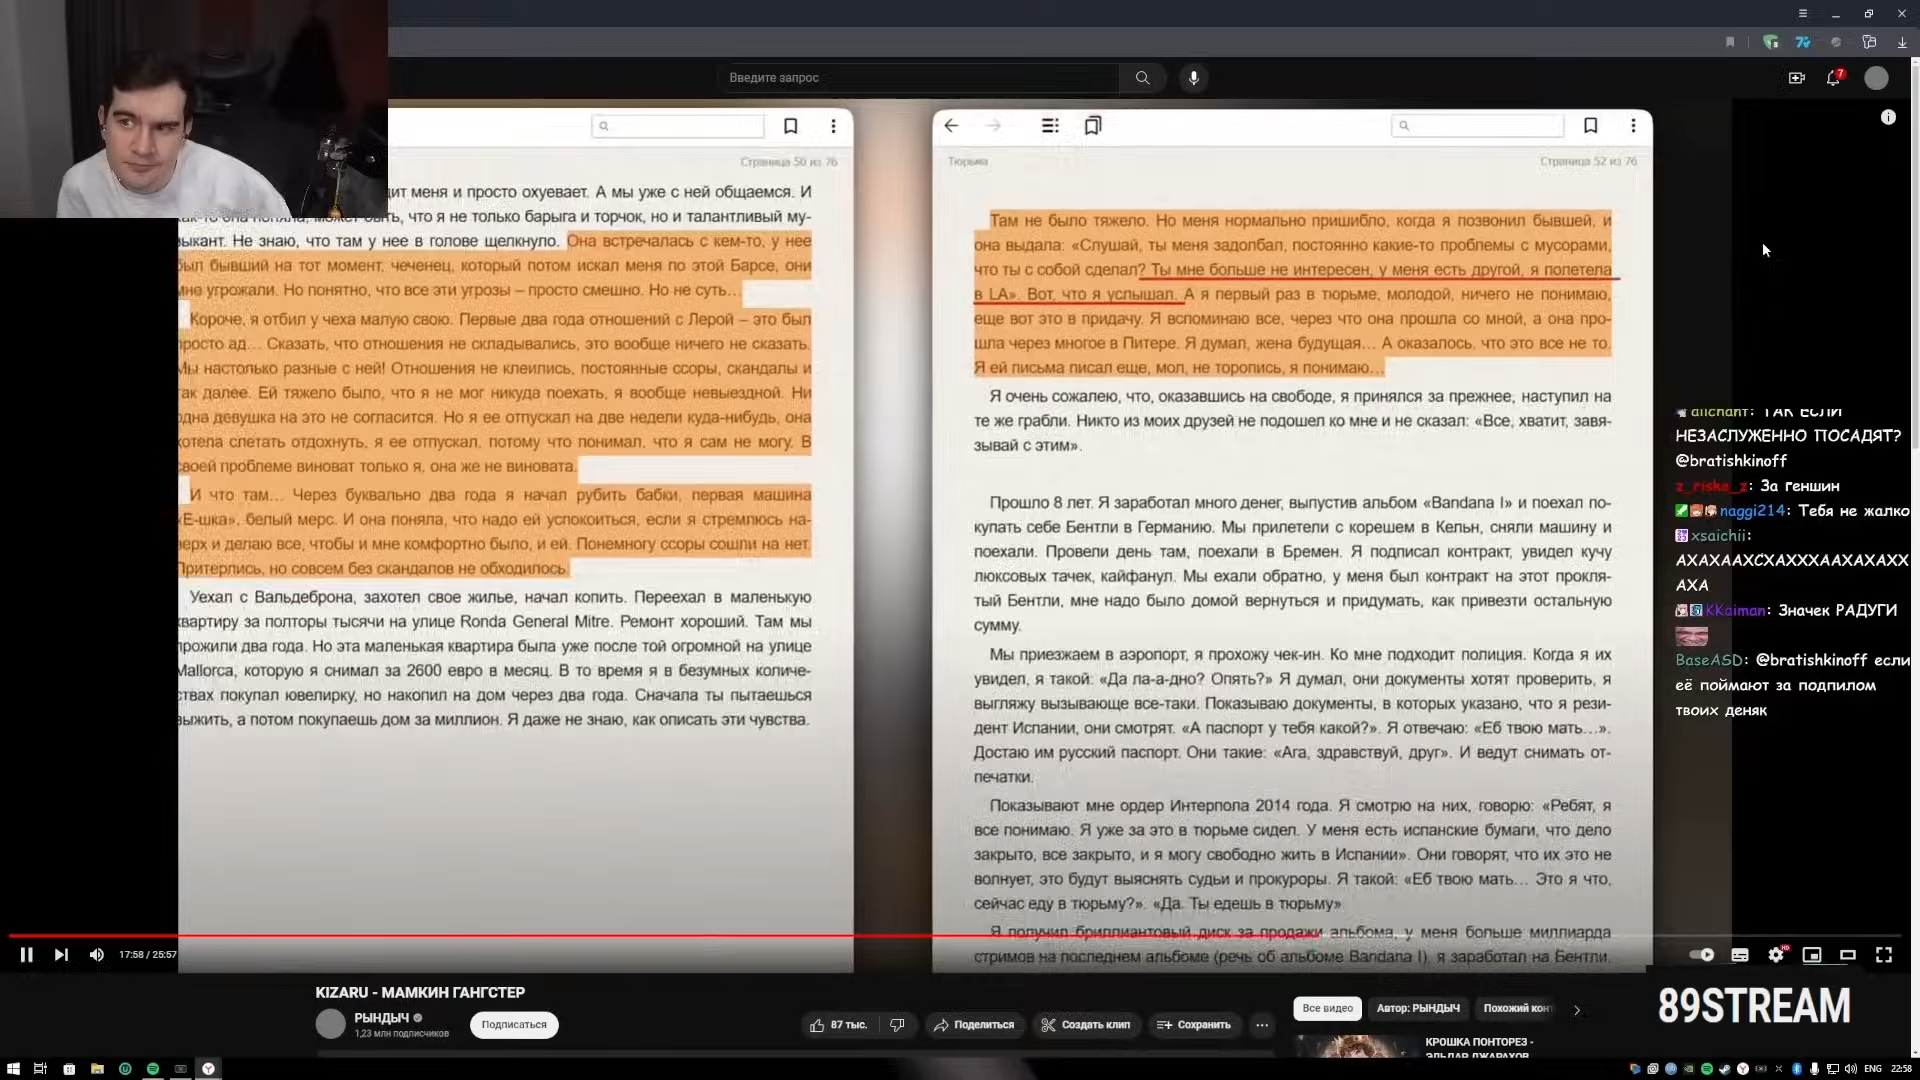 Введите запрос
7
Страница 50 из 76
дит меня и просто охуевает. А мы уже с ней общаемся. И
что я не только барыга и торчок, но и талантливый му-
зыкант. Не знаю, что там у нее в голове щелкнуло. Она встречалась с кем-то, у нее
был бывший на тот момент, чеченец, который потом искал меня по этой Барсе, они
мне угрожали. Но понятно, что все эти угрозы – просто смешно. Но не суть…
Короче, я отбил у чеха малую свою. Первые два года отношений с Лерой – это был
просто ад… Сказать, что отношения не складывались, это вообще ничего не сказать.
Мы настолько разные с ней! Отношения не клеились, постоянные ссоры, скандалы и
так далее. Ей тяжело было, что я не мог никуда поехать, я вообще невыездной. Ни
одна девушка на это не согласится. Но я ее отпускал на две недели куда-нибудь, она
хотела слетать отдохнуть, я ее отпускал, потому что понимал, что я сам не могу. В
своей проблеме виноват только я, она же не виновата.
И что там… Через буквально два года я начал рубить бабки, первая машина
«Е-шка», белый мерс. И она поняла, что надо ей успокоиться, если я стремлюсь на-
верх и делаю все, чтобы и мне комфортно было, и ей. Понемногу ссоры сошли на нет.
Притерлись, но совсем без скандалов не обходилось.
Уехал с Вальдеброна, захотел свое жилье, начал копить. Переехал в маленькую
квартиру за полторы тысячи на улице Ronda General Mitre. Ремонт хороший. Там мы
прожили два года. Но эта маленькая квартира была уже после той огромной на улице
Mallorca, которую я снимал за 2600 евро в месяц. В то время я в безумных количе-
ствах покупал ювелирку, но накопил на дом через два года. Сначала ты пытаешься
выжить, а потом покупаешь дом за миллион. Я даже не знаю, как описать эти чувства.
Тюрьма
Страница 52 из 76
Там не было тяжело. Но меня нормально пришибло, когда я позвонил бывшей, и
она выдала: «Слушай, ты меня задолбал, постоянно какие-то проблемы с мусорами,
что ты с собой сделал? Ты мне больше не интересен, у меня есть другой, я полетела
в LA». Вот, что я услышал. А я первый раз в тюрьме, молодой, ничего не понимаю,
еще вот это в придачу. Я вспоминаю все, через что она прошла со мной, а она про-
шла через многое в Питере. Я думал, жена будущая… А оказалось, что это все не то.
Я ей письма писал еще, мол, не торопись, я понимаю…
Я очень сожалею, что, оказавшись на свободе, я принялся за прежнее, наступил на
те же грабли. Никто из моих друзей не подошел ко мне и не сказал: «Все, хватит, завя-
зывай с этим».
Прошло 8 лет. Я заработал много денег, выпустив альбом «Bandana I» и поехал по-
купать себе Бентли в Германию. Мы прилетели с корешем в Кельн, сняли машину и
поехали. Провели день там, поехали в Бремен. Я подписал контракт, увидел кучу
люксовых тачек, кайфанул. Мы ехали обратно, у меня был контракт на этот прокля-
тый Бентли, мне надо было домой вернуться и придумать, как привезти остальную
сумму.
Мы приезжаем в аэропорт, я прохожу чек-ин. Ко мне подходит полиция. Когда я их
увидел, я такой: «Да ла-а-дно? Опять?» Я думал, они документы хотят проверить, я
выгляжу вызывающе все-таки. Показываю документы, в которых указано, что я рези-
дент Испании, они смотрят. «А паспорт у тебя какой?». Я отвечаю: «Еб твою мать…».
Достаю им русский паспорт. Они такие: «Ага, здравствуй, друг». И ведут снимать от-
печатки.
Показывают мне ордер Интерпола 2014 года. Я смотрю на них, говорю: «Ребят, я
все понимаю. Я уже за это в тюрьме сидел. У меня есть испанские бумаги, что дело
закрыто, все закрыто, и я могу свободно жить в Испании». Они говорят, что их это не
волнует, это будут выяснять судьи и прокуроры. Я такой: «Еб твою мать… Это я что,
сейчас еду в тюрьму?». «Да. Ты едешь в тюрьму»
Я получил бриллиантовый диск за продажи альбома, у меня больше миллиарда
стримов на последнем альбоме (речь об альбоме Bandana I), я заработал на Бентли,
alichant: ТАК ЕСЛИ
НЕЗАСЛУЖЕННО ПОСАДЯТ?
@bratishkinoff
z_riska_z: За геншин
naggi214: Тебя не жалко
xsaichii:
АХАХААХСХАХХХААХАХАХХ
АХА
KKaiman: Значек РАДУГИ
BaseASD: @bratishkinoff если
её поймают за подпилом
твоих деняк
17:58 / 25:57
HD
KIZARU - МАМКИН ГАНГСТЕР
РЫНДЫЧ
1,23 млн подписчиков
Подписаться
87 тыс.
Поделиться
Создать клип
Сохранить
Все видео
Автор: РЫНДЫЧ
Похожий конт
КРОШКА ПОНТОРЕЗ -
ЭЛЬДАР ДЖАРАХОВ
89STREAM
ENG
22:58